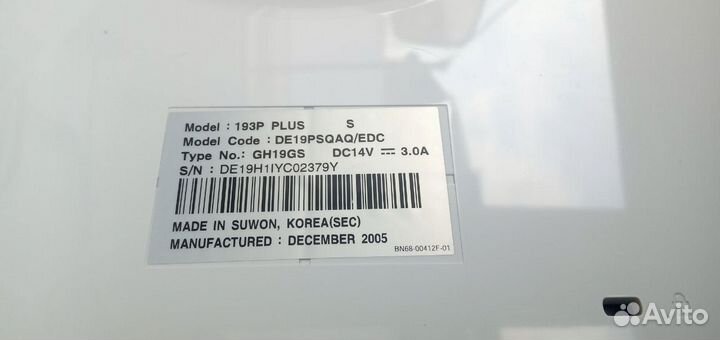 Model : 193P PLUS S
Model Code : DE19PSQAQ/EDC
Type No.: GH19GS DC14V ⎓ 3.0A
S/N : DE19H1IYC02379Y
MADE IN SUWON, KOREA(SEC)
MANUFACTURED : DECEMBER 2005
BN68-00412F-01
Avito